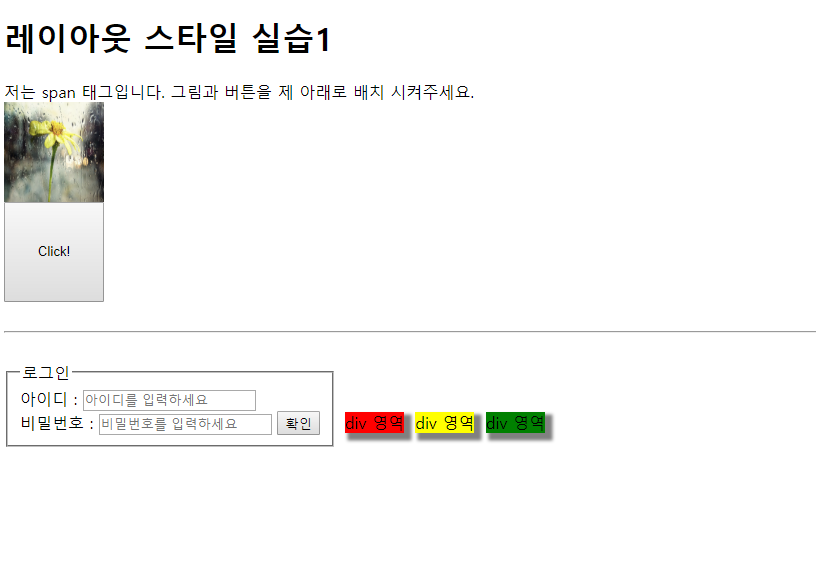 레이아웃 스타일 실습1
저는 span 태그입니다. 그림과 버튼을 제 아래로 배치 시켜주세요.
Click!
로그인
아이디 : 아이디를 입력하세요
비밀번호 : 비밀번호를 입력하세요 확인 div 영역 div 영역 div 영역